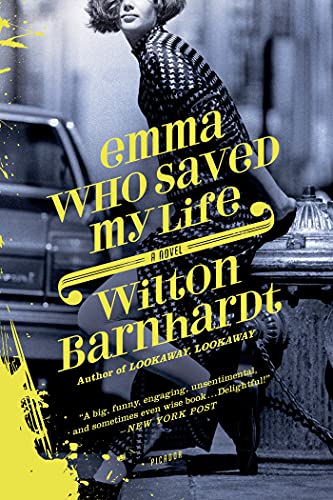 emma
WHO Saved
my Life
A NOVEL
Wilton
Barnhardt
Author of LOOKAWAY, LOOKAWAY
“A big, funny, engaging, unsentimental,
and sometimes even wise book...Delightful!”
NEW YORK POST
PICADOR